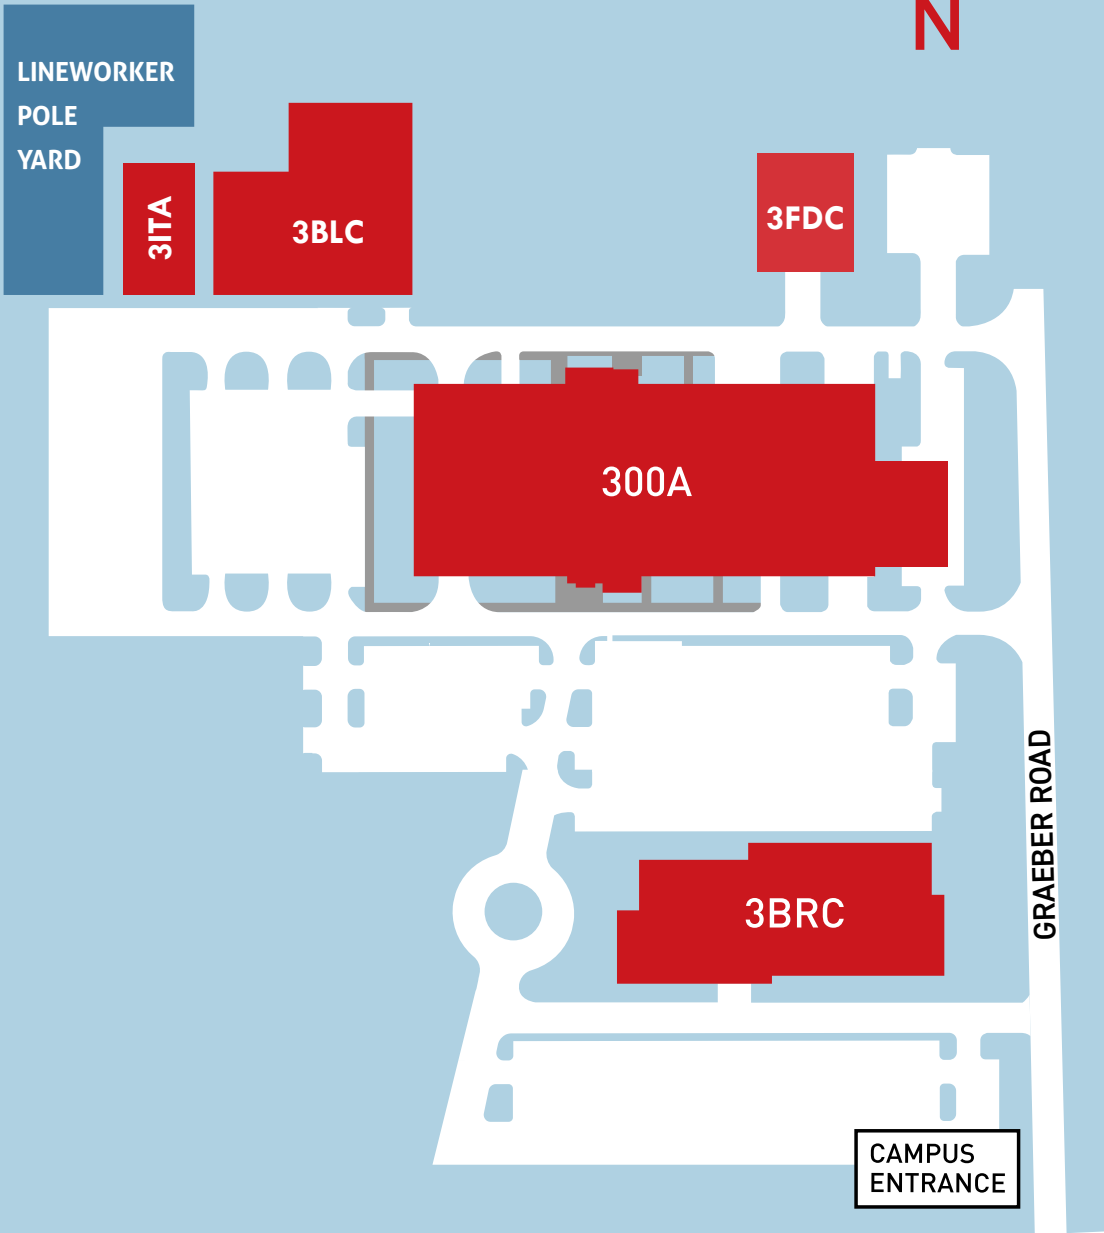 N
LINEWORKER
POLE
YARD
3ITA
3BLC
3FDC
300A
GRAEBER ROAD
3BRC
CAMPUS
ENTRANCE